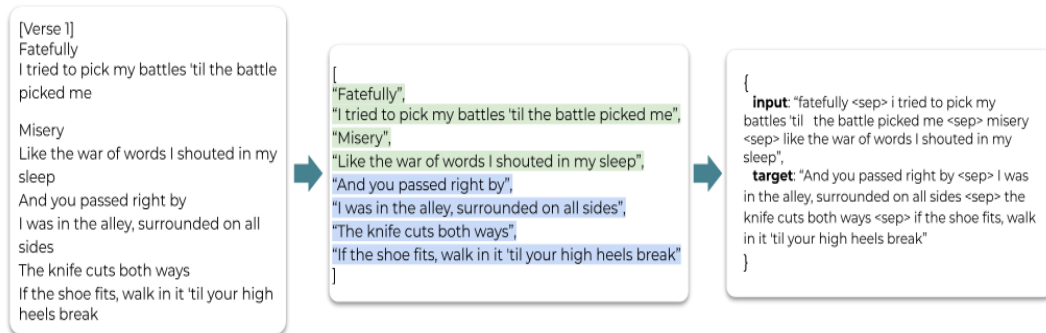 [Verse 1]
Fatefully
I tried to pick my battles 'til the battle
picked me
Misery
Like the war of words I shouted in my
sleep
And you passed right by
I was in the alley, surrounded on all
sides
The knife cuts both ways
If the shoe fits, walk in it 'til your high
heels break
[
“Fatefully”,
“I tried to pick my battles 'til the battle picked me”,
“Misery”,
“Like the war of words I shouted in my sleep”,
“And you passed right by”,
“I was in the alley, surrounded on all sides”,
“The knife cuts both ways”,
“If the shoe fits, walk in it 'til your high heels break”
]
{
input: “fatefully <sep> i tried to pick my
battles 'til the battle picked me <sep> misery
<sep> like the war of words I shouted in my
sleep”,
target: “And you passed right by <sep> I was
in the alley, surrounded on all sides <sep> the
knife cuts both ways <sep> if the shoe fits, walk
in it 'til your high heels break”
}